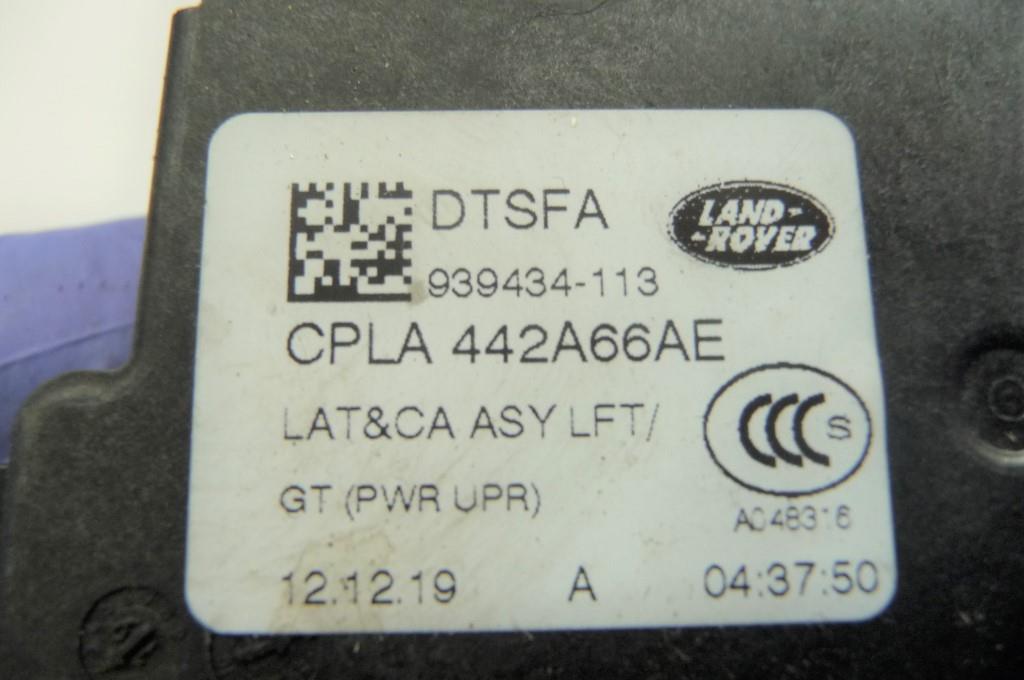 DTSFA
LAND-
-ROVER
939434-113
CPLA 442A66AE
LAT&CA ASY LFT/
CCC S
GT (PWR UPR)
A048316
12.12.19 A 04:37:50